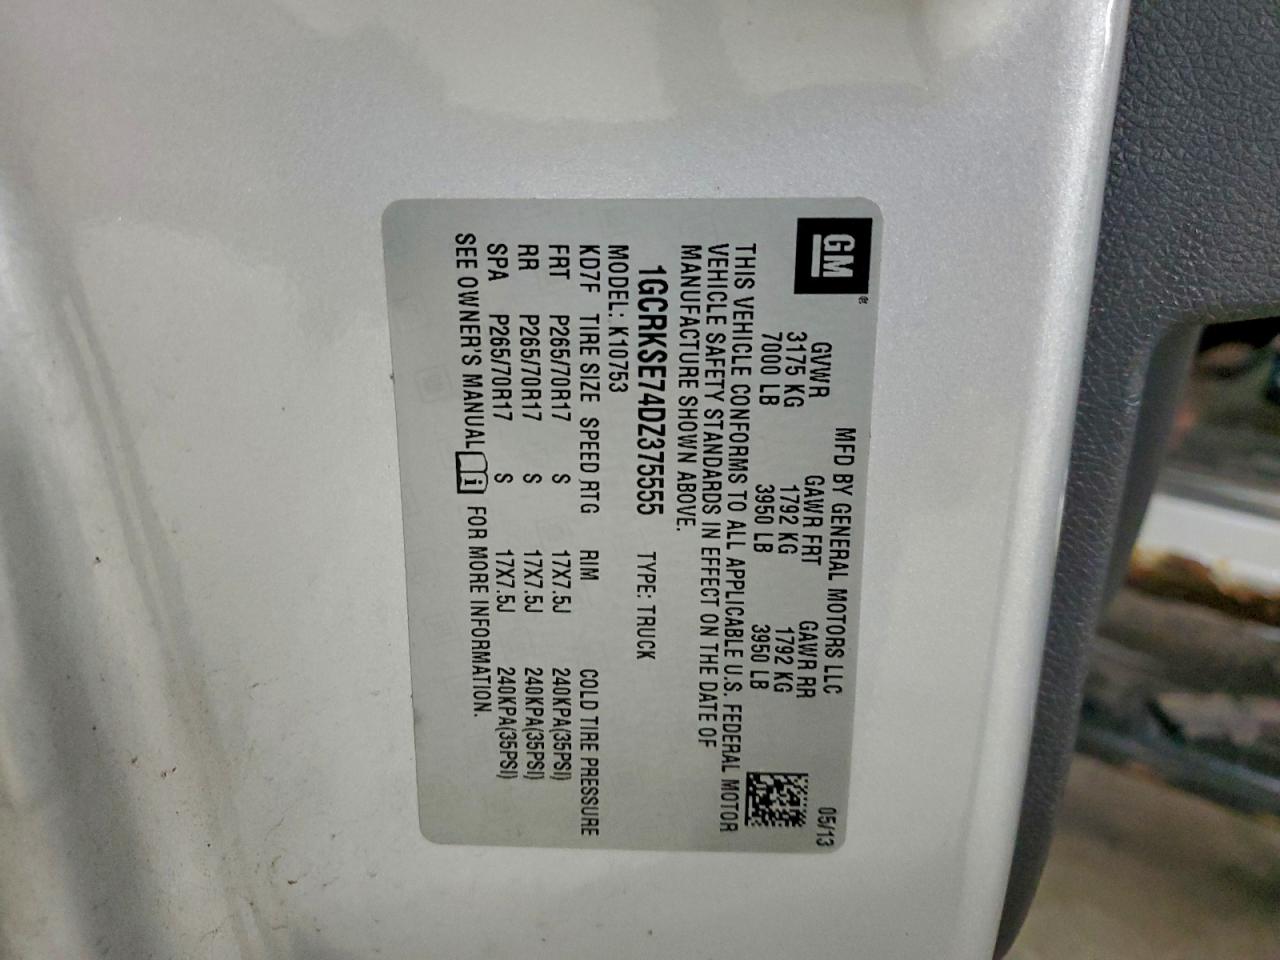 GM ®
MFD BY GENERAL MOTORS LLC 05/13
GVWR GAWR FRT GAWR RR
3175 KG 1792 KG 1792 KG
7000 LB 3950 LB 3950 LB
THIS VEHICLE CONFORMS TO ALL APPLICABLE U.S. FEDERAL MOTOR
VEHICLE SAFETY STANDARDS IN EFFECT ON THE DATE OF
MANUFACTURE SHOWN ABOVE.
1GCRKSE74DZ375555 TYPE: TRUCK
MODEL: K10753
KD7F TIRE SIZE SPEED RTG RIM COLD TIRE PRESSURE
FRT P265/70R17 S 17X7.5J 240KPA(35PSI)
RR P265/70R17 S 17X7.5J 240KPA(35PSI)
SPA P265/70R17 S 17X7.5J 240KPA(35PSI)
SEE OWNER'S MANUAL i FOR MORE INFORMATION.